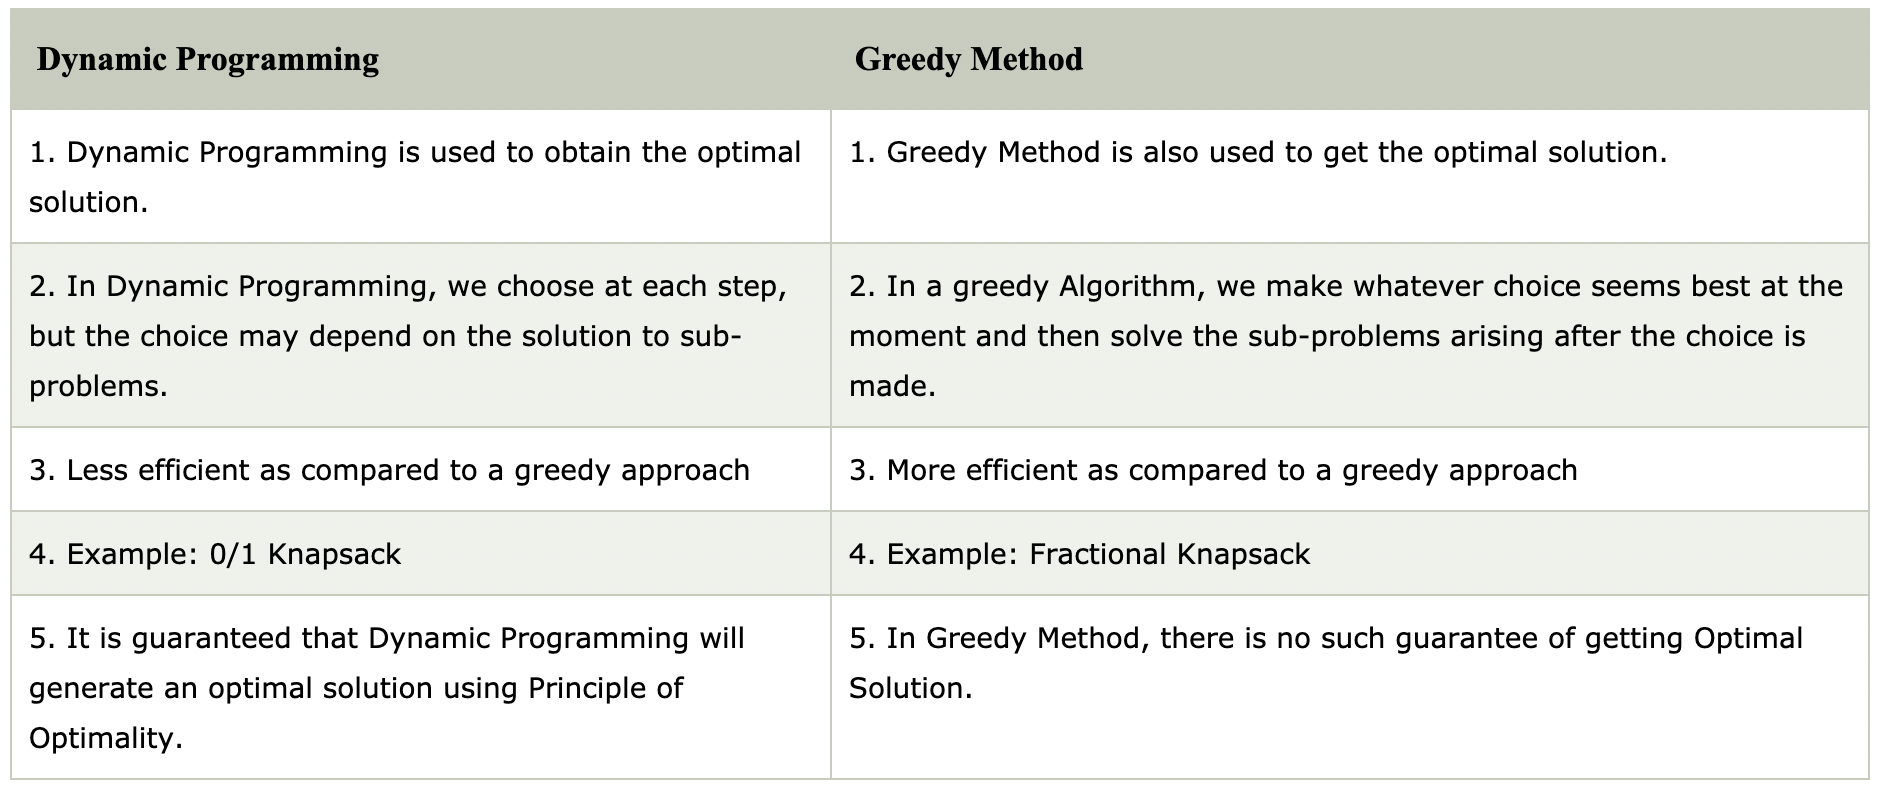 Dynamic Programming
Greedy Method
1. Dynamic Programming is used to obtain the optimal
solution.
1. Greedy Method is also used to get the optimal solution.
2. In Dynamic Programming, we choose at each step,
but the choice may depend on the solution to sub-
problems.
2. In a greedy Algorithm, we make whatever choice seems best at the
moment and then solve the sub-problems arising after the choice is
made.
3. Less efficient as compared to a greedy approach
3. More efficient as compared to a greedy approach
4. Example: 0/1 Knapsack
4. Example: Fractional Knapsack
5. It is guaranteed that Dynamic Programming will
generate an optimal solution using Principle of
Optimality.
5. In Greedy Method, there is no such guarantee of getting Optimal
Solution.